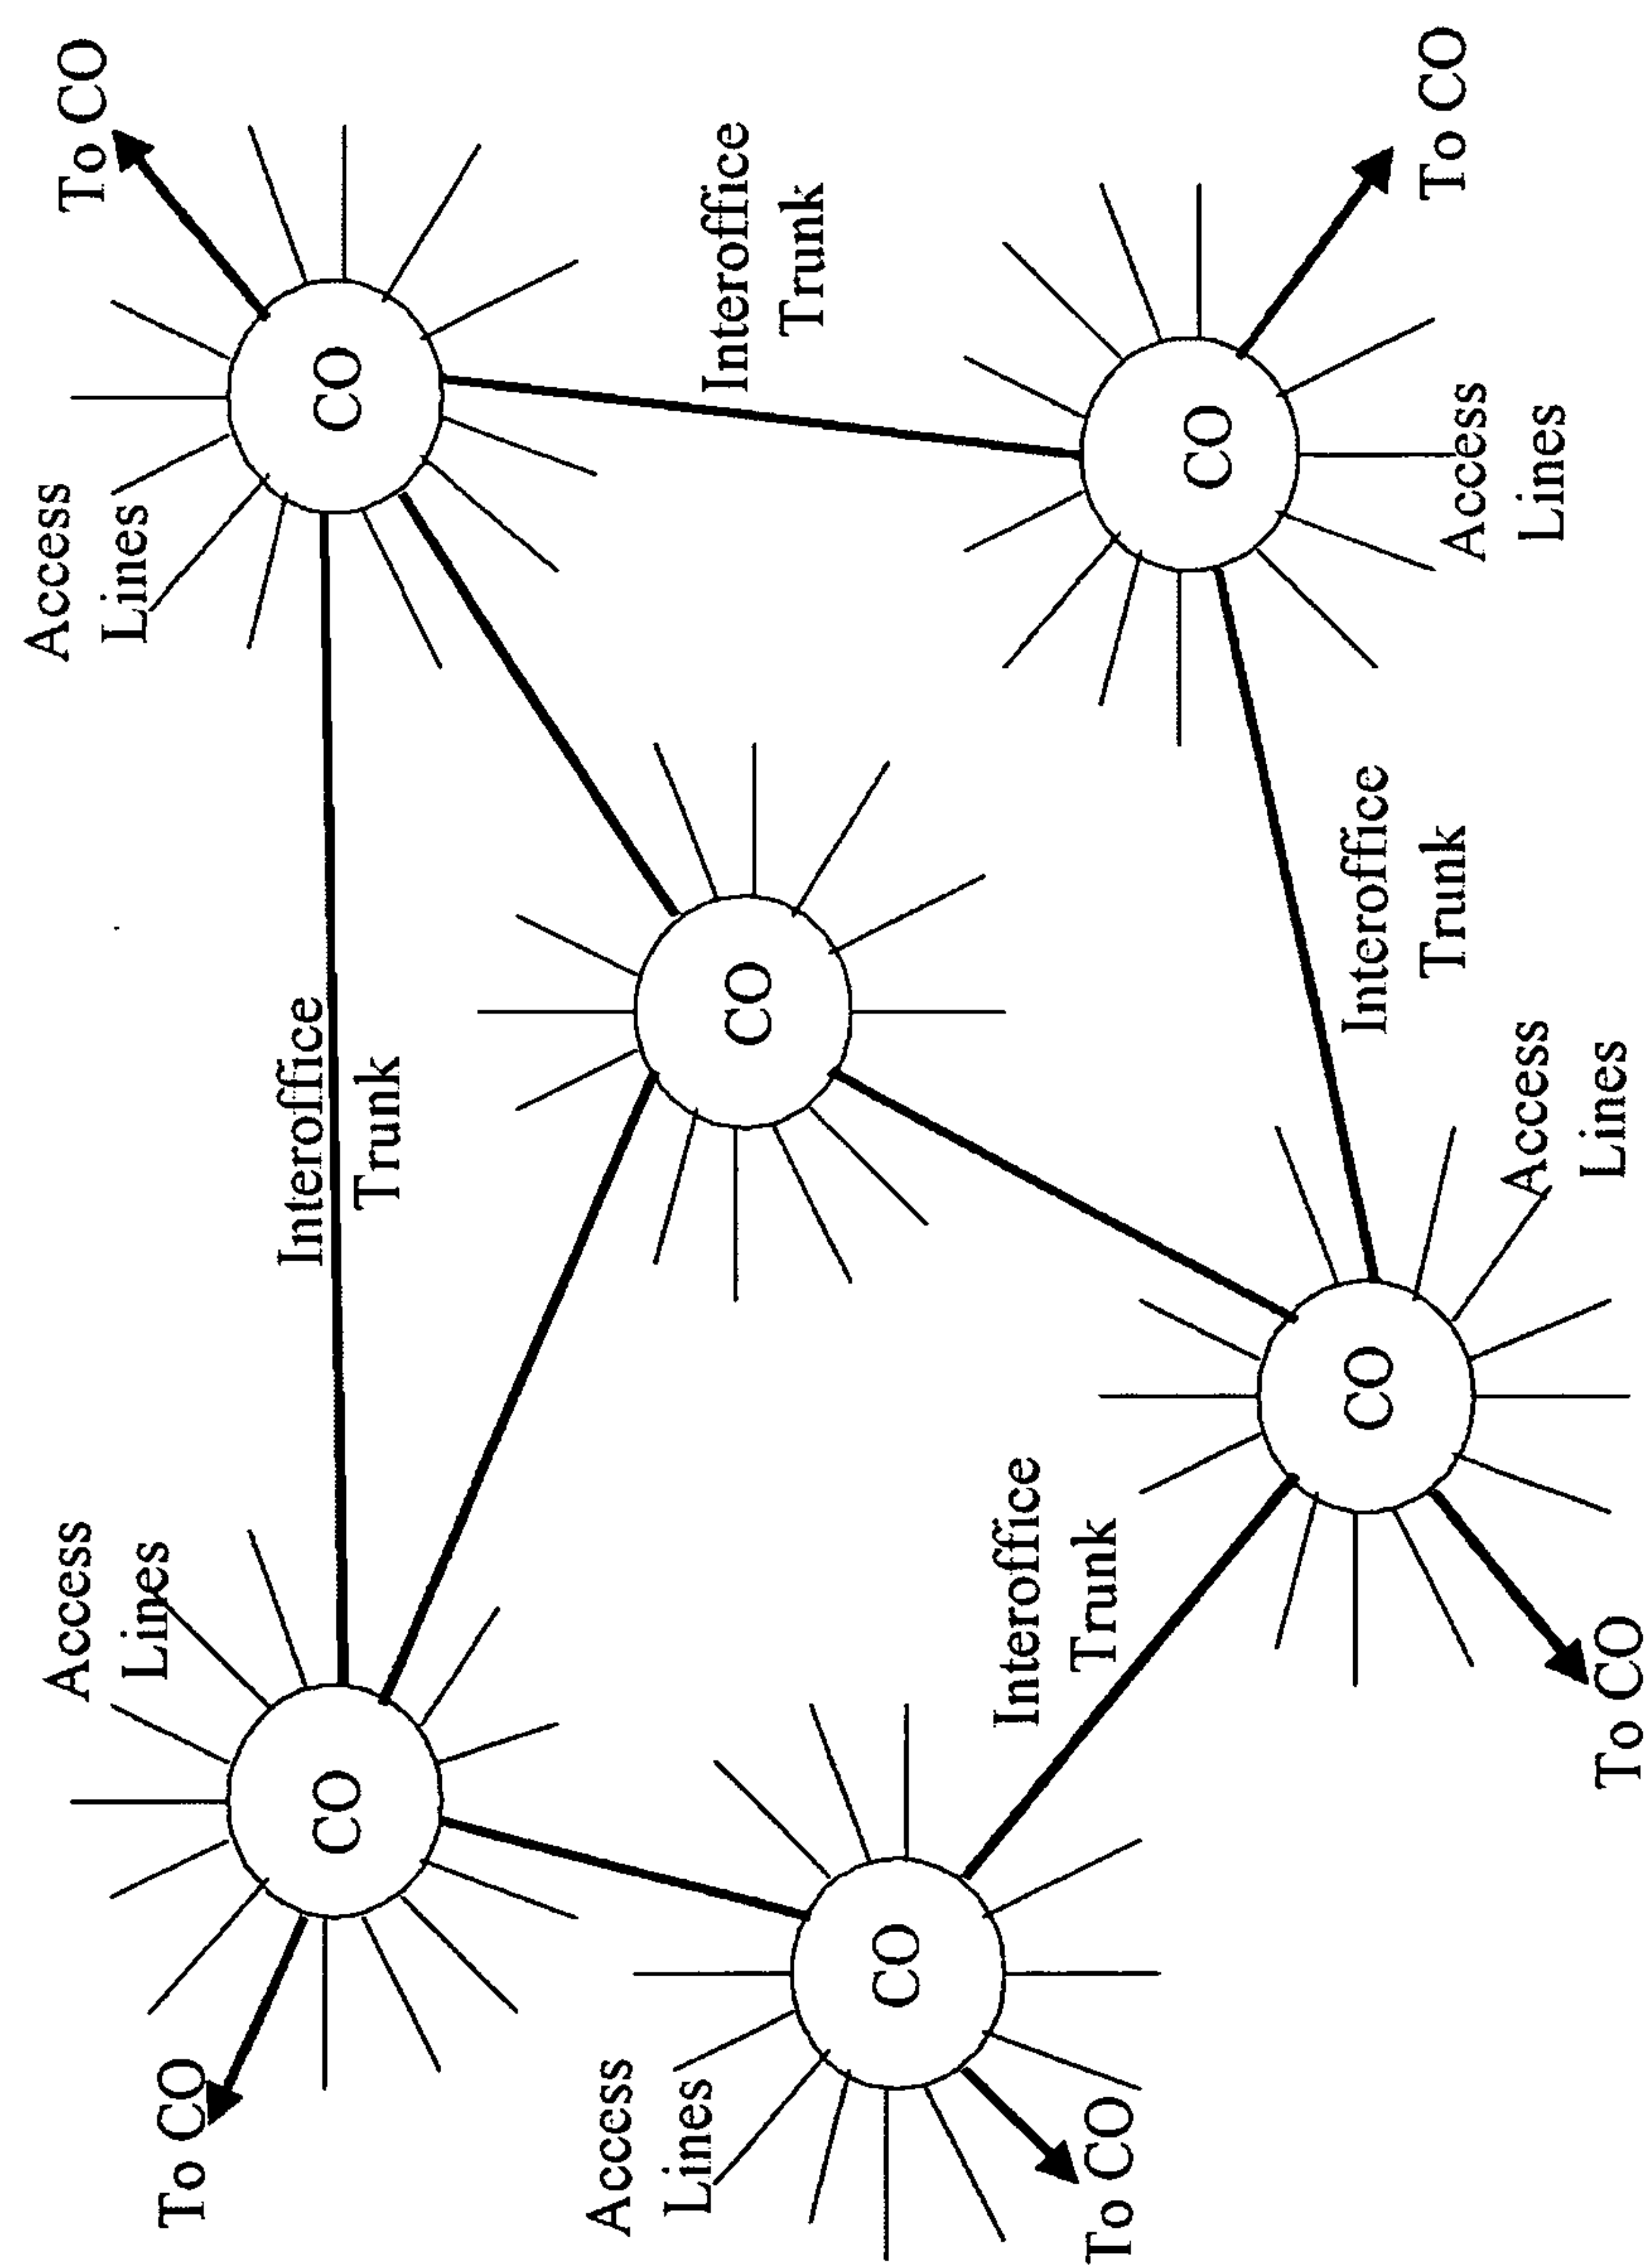 Access
Lines
Access
Lines
To CO
To CO
Interoffice
Trunk
CO
CO
Access
Lines
Interoffice
Trunk
CO
CO
Interoffice
Trunk
To CO
CO
Interoffice
Trunk
CO
To CO
Access
Lines
Access
Lines
To CO